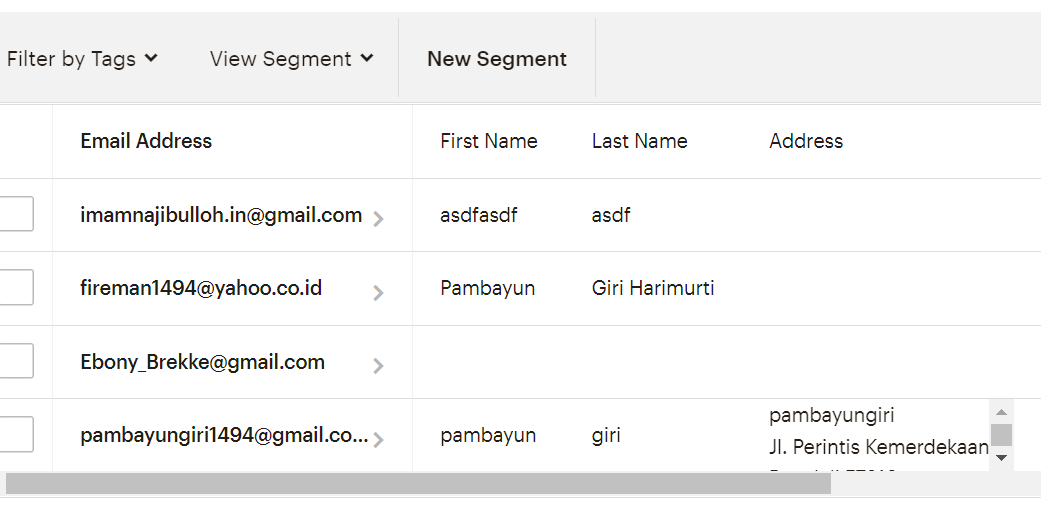 Filter by Tags View Segment New Segment
Email Address First Name Last Name Address
imamnajibulloh.in@gmail.com asdfasdf asdf
fireman1494@yahoo.co.id Pambayun Giri Harimurti
Ebony_Brekke@gmail.com
pambayungiri1494@gmail.co... pambayun giri pambayungiri
Jl. Perintis Kemerdekaan